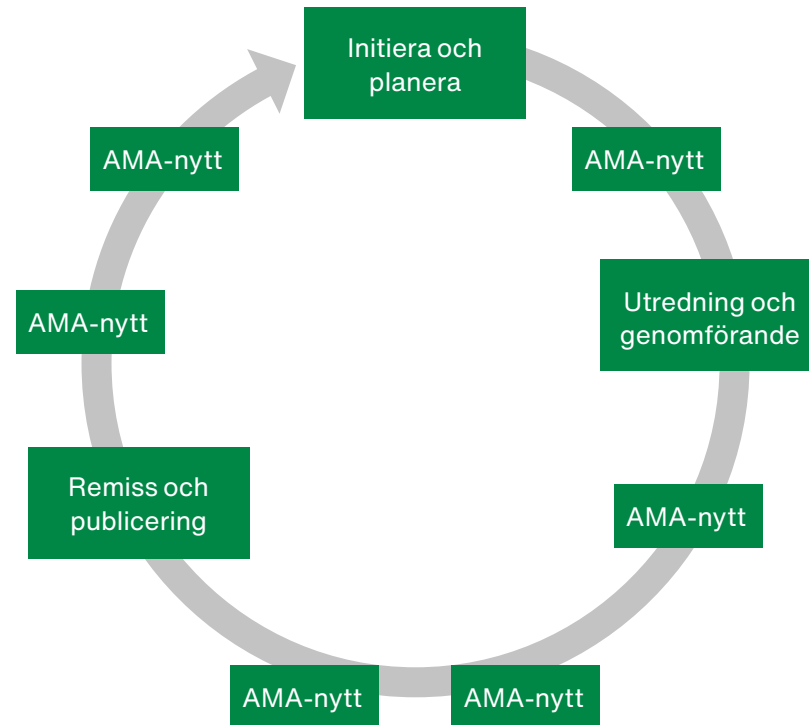 Initiera och
planera
AMA-nytt
Utredning och
genomförande
AMA-nytt
AMA-nytt
AMA-nytt
Remiss och
publicering
AMA-nytt
AMA-nytt